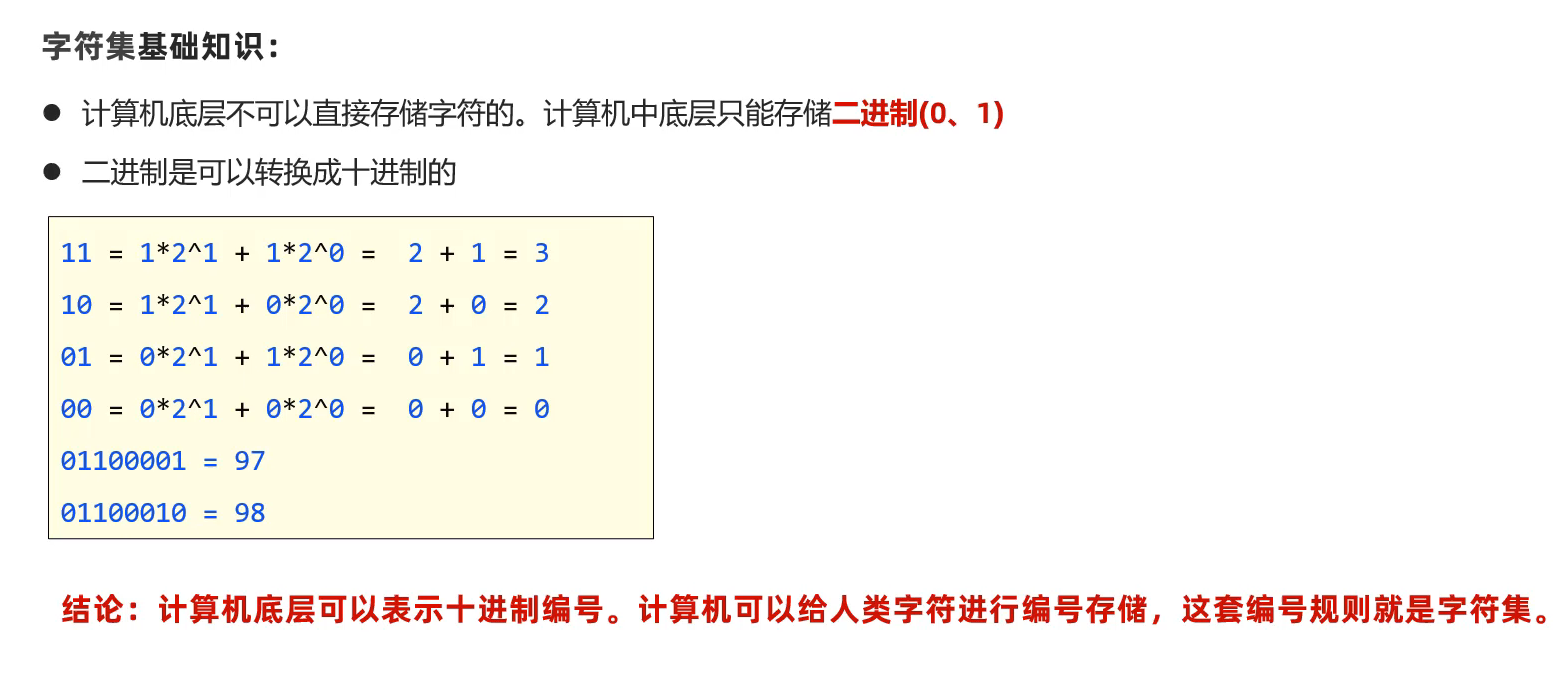 字符集基础知识：
● 计算机底层不可以直接存储字符的。计算机中底层只能存储二进制(0、1)
● 二进制是可以转换成十进制的
11 = 1*2^1 + 1*2^0 =  2 + 1 = 3
10 = 1*2^1 + 0*2^0 =  2 + 0 = 2
01 = 0*2^1 + 1*2^0 =  0 + 1 = 1
00 = 0*2^1 + 0*2^0 =  0 + 0 = 0
01100001 = 97
01100010 = 98
结论：计算机底层可以表示十进制编号。计算机可以给人类字符进行编号存储，这套编号规则就是字符集。